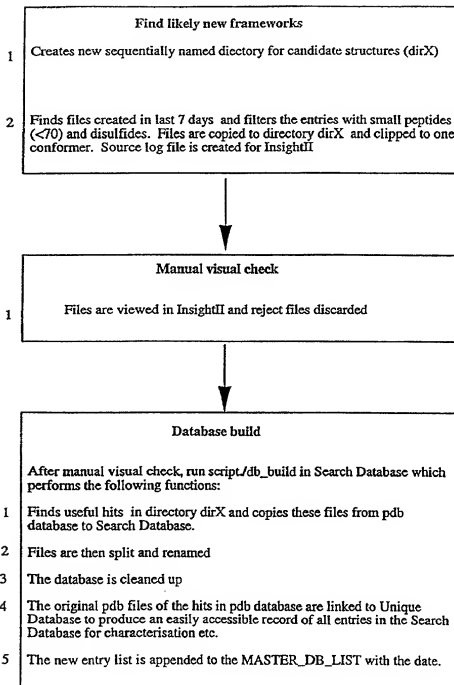 Find likely new frameworks
1 Creates new sequentially named diectory for candidate structures (dirX)
2 Finds files created in last 7 days and filters the entries with small peptides
(<70) and disulfides. Files are copied to directory dirX and clipped to one
conformer. Source log file is created for InsightII
Manual visual check
1 Files are viewed in InsightII and reject files discarded
Database build
After manual visual check, run script./db_build in Search Database which
performs the following functions:
1 Finds useful hits in directory dirX and copies these files from pdb
database to Search Database.
2 Files are then split and renamed
3 The database is cleaned up
4 The original pdb files of the hits in pdb database are linked to Unique
Database to produce an easily accessible record of all entries in the Search
Database for characterisation etc.
5 The new entry list is appended to the MASTER_DB_LIST with the date.